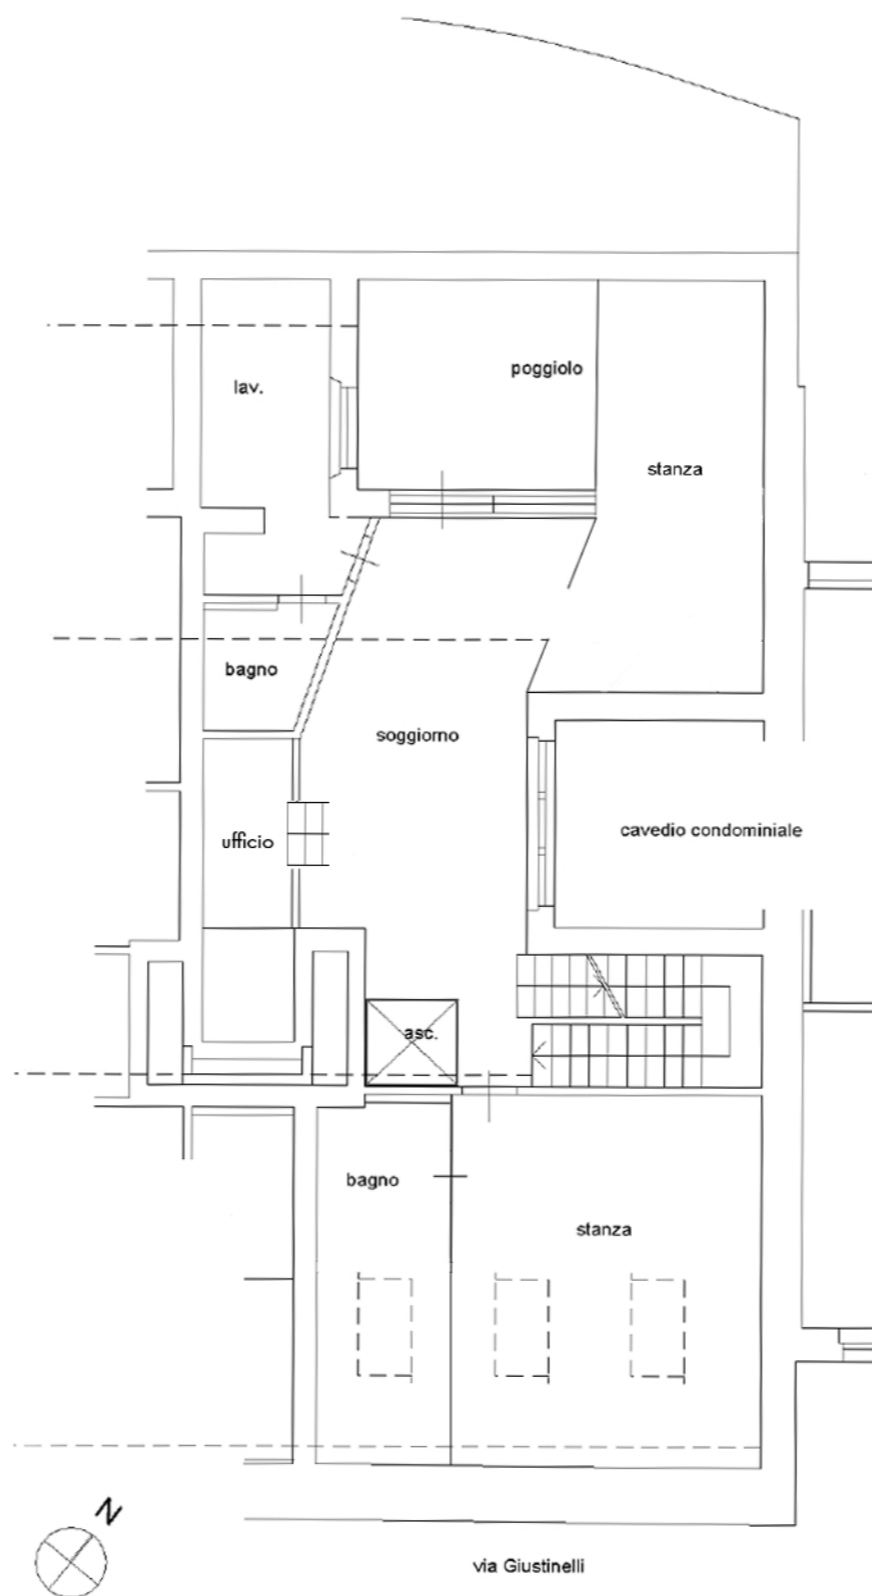 poggiolo
lav.
stanza
bagno
soggiorno
cavedio condominiale
ufficio
asc.
bagno
stanza
N
via Giustinelli